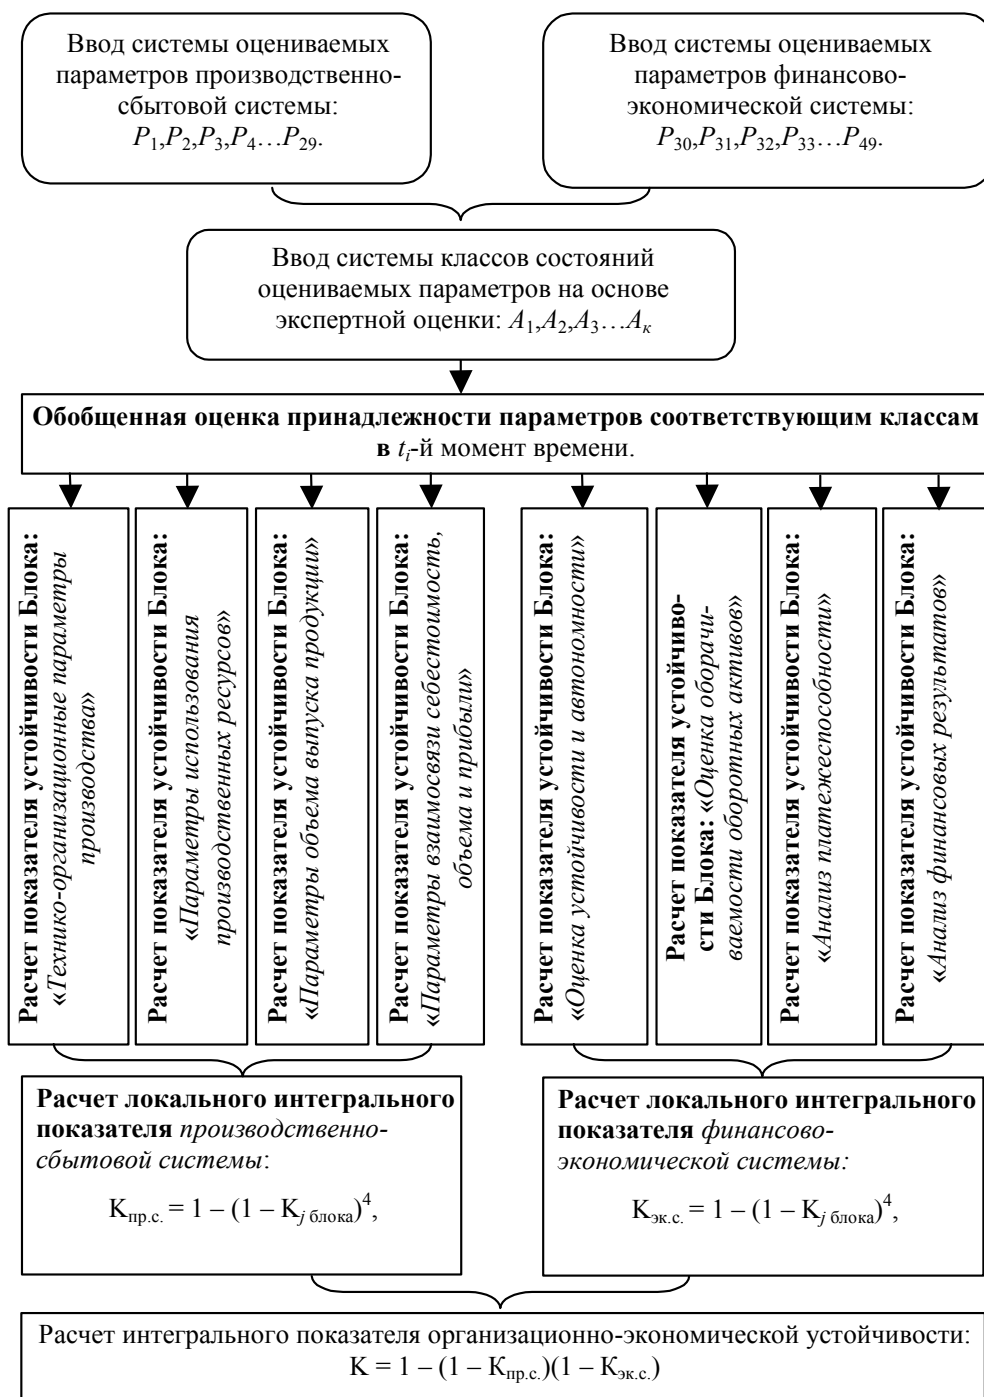 Ввод системы оцениваемых
параметров производственно-
сбытовой системы:
P₁,P₂,P₃,P₄…P₂₉.
Ввод системы оцениваемых
параметров финансово-
экономической системы:
P₃₀,P₃₁,P₃₂,P₃₃…P₄₉.
Ввод системы классов состояний
оцениваемых параметров на основе
экспертной оценки: A₁,A₂,A₃…Aк
Обобщенная оценка принадлежности параметров соответствующим классам
в tᵢ-й момент времени.
Расчет показателя устойчивости Блока:
«Технико-организационные параметры
производства»
Расчет показателя устойчивости Блока:
«Параметры использования
производственных ресурсов»
Расчет показателя устойчивости Блока:
«Параметры объема выпуска продукции»
Расчет показателя устойчивости Блока:
«Параметры взаимосвязи себестоимость,
объема и прибыли»
Расчет показателя устойчивости Блока:
«Оценка устойчивости и автономности»
Расчет показателя устойчиво-
сти Блока: «Оценка оборачи-
ваемости оборотных активов»
Расчет показателя устойчивости Блока:
«Анализ платежеспособности»
Расчет показателя устойчивости Блока:
«Анализ финансовых результатов»
Расчет локального интегрального
показателя производственно-
сбытовой системы:
Kпр.с. = 1 – (1 – Kj блока)⁴,
Расчет локального интегрального
показателя финансово-
экономической системы:
Kэк.с. = 1 – (1 – Kj блока)⁴,
Расчет интегрального показателя организационно-экономической устойчивости:
K = 1 – (1 – Kпр.с.)(1 – Kэк.с.)